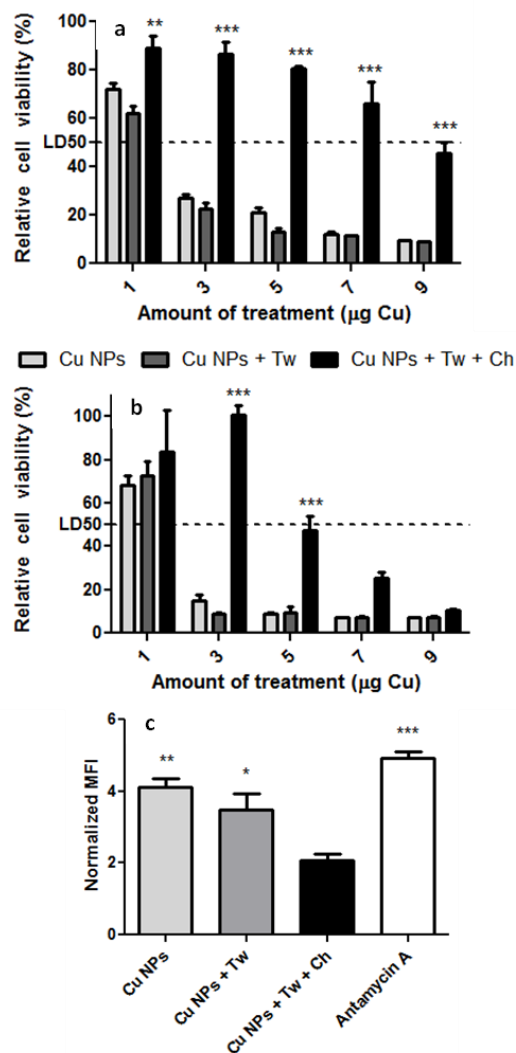 a
Relative cell viability (%)
100
80
60
LD50
40
20
0
**
***
***
***
***
1
3
5
7
9
Amount of treatment (μg Cu)
Cu NPs
Cu NPs + Tw
Cu NPs + Tw + Ch
b
Relative cell viability (%)
100
80
60
LD50
40
20
0
***
***
1
3
5
7
9
Amount of treatment (μg Cu)
c
Normalized MFI
6
4
2
0
**
*
***
Cu NPs
Cu NPs + Tw
Cu NPs + Tw + Ch
Antamycin A